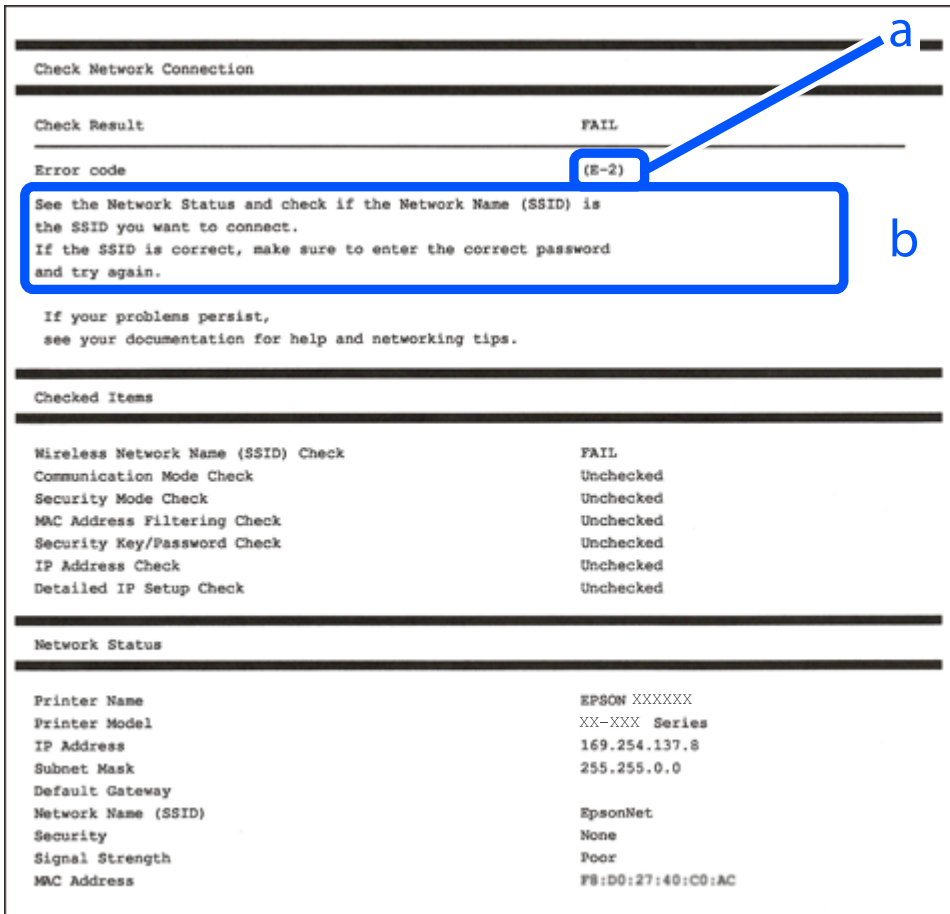 a
Check Network Connection
Check Result FAIL
Error code (E-2)
See the Network Status and check if the Network Name (SSID) is
the SSID you want to connect.
If the SSID is correct, make sure to enter the correct password
and try again.
b
If your problems persist,
see your documentation for help and networking tips.
Checked Items
Wireless Network Name (SSID) Check FAIL
Communication Mode Check Unchecked
Security Mode Check Unchecked
MAC Address Filtering Check Unchecked
Security Key/Password Check Unchecked
IP Address Check Unchecked
Detailed IP Setup Check Unchecked
Network Status
Printer Name EPSON XXXXXX
Printer Model XX-XXX Series
IP Address 169.254.137.8
Subnet Mask 255.255.0.0
Default Gateway
Network Name (SSID) EpsonNet
Security None
Signal Strength Poor
MAC Address F8:D0:27:40:C0:AC